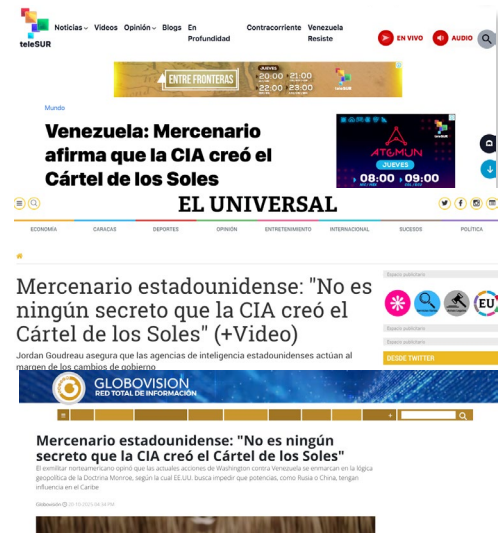 Noticias Videos Opinión Blogs En Profundidad Contracorriente Venezuela Resiste
teleSUR
EN VIVO AUDIO
JUEVES
ENTRE FRONTERAS 20:00 21:00
22:00 23:00
Mundo
Venezuela: Mercenario
afirma que la CIA creó el
Cártel de los Soles
ATGMUN
JUEVES
08:00 09:00
EL UNIVERSAL
ECONOMÍA CARACAS DEPORTES OPINIÓN ENTRETENIMIENTO INTERNACIONAL SUCESOS POLÍTICA
Espacio publicitario
Mercenario estadounidense: "No es
ningún secreto que la CIA creó el
Cártel de los Soles" (+Video)
EU
Espacio publicitario
Espacio publicitario
DESDE TWITTER
Jordan Goudreau asegura que las agencias de inteligencia estadounidenses actúan al
margen de los cambios de gobierno
GLOBOVISION
RED TOTAL DE INFORMACIÓN
Mercenario estadounidense: "No es ningún
secreto que la CIA creó el Cártel de los Soles"
El exmilitar norteamericano opinó que las actuales acciones de Washington contra Venezuela se enmarcan en la lógica
geopolítica de la Doctrina Monroe, según la cual EE.UU. busca impedir que potencias, como Rusia o China, tengan
influencia en el Caribe
Globovisión